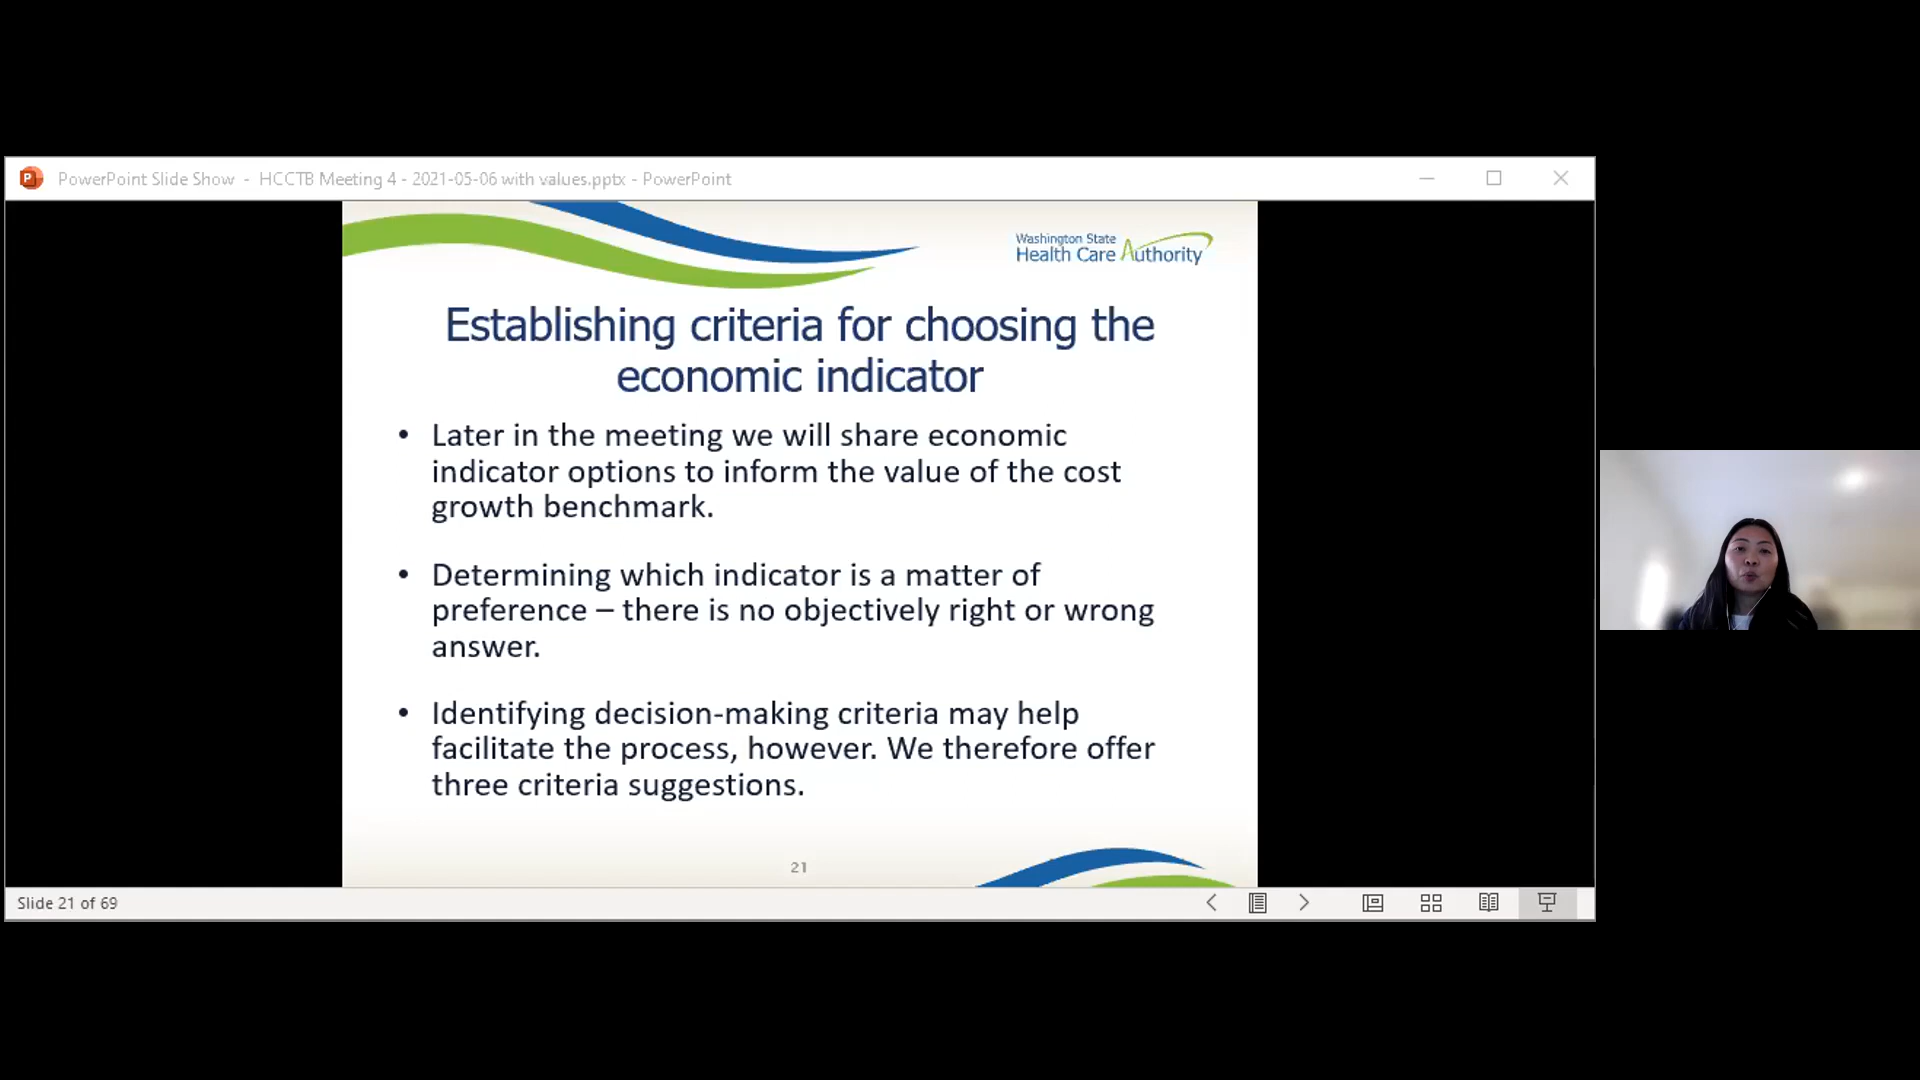 PowerPoint Slide Show - HCCTB Meeting 4 - 2021-05-06 with values.pptx - PowerPoint
Washington State
Health Care Authority
Establishing criteria for choosing the
economic indicator
• Later in the meeting we will share economic
indicator options to inform the value of the cost
growth benchmark.
• Determining which indicator is a matter of
preference – there is no objectively right or wrong
answer.
• Identifying decision-making criteria may help
facilitate the process, however. We therefore offer
three criteria suggestions.
21
Slide 21 of 69